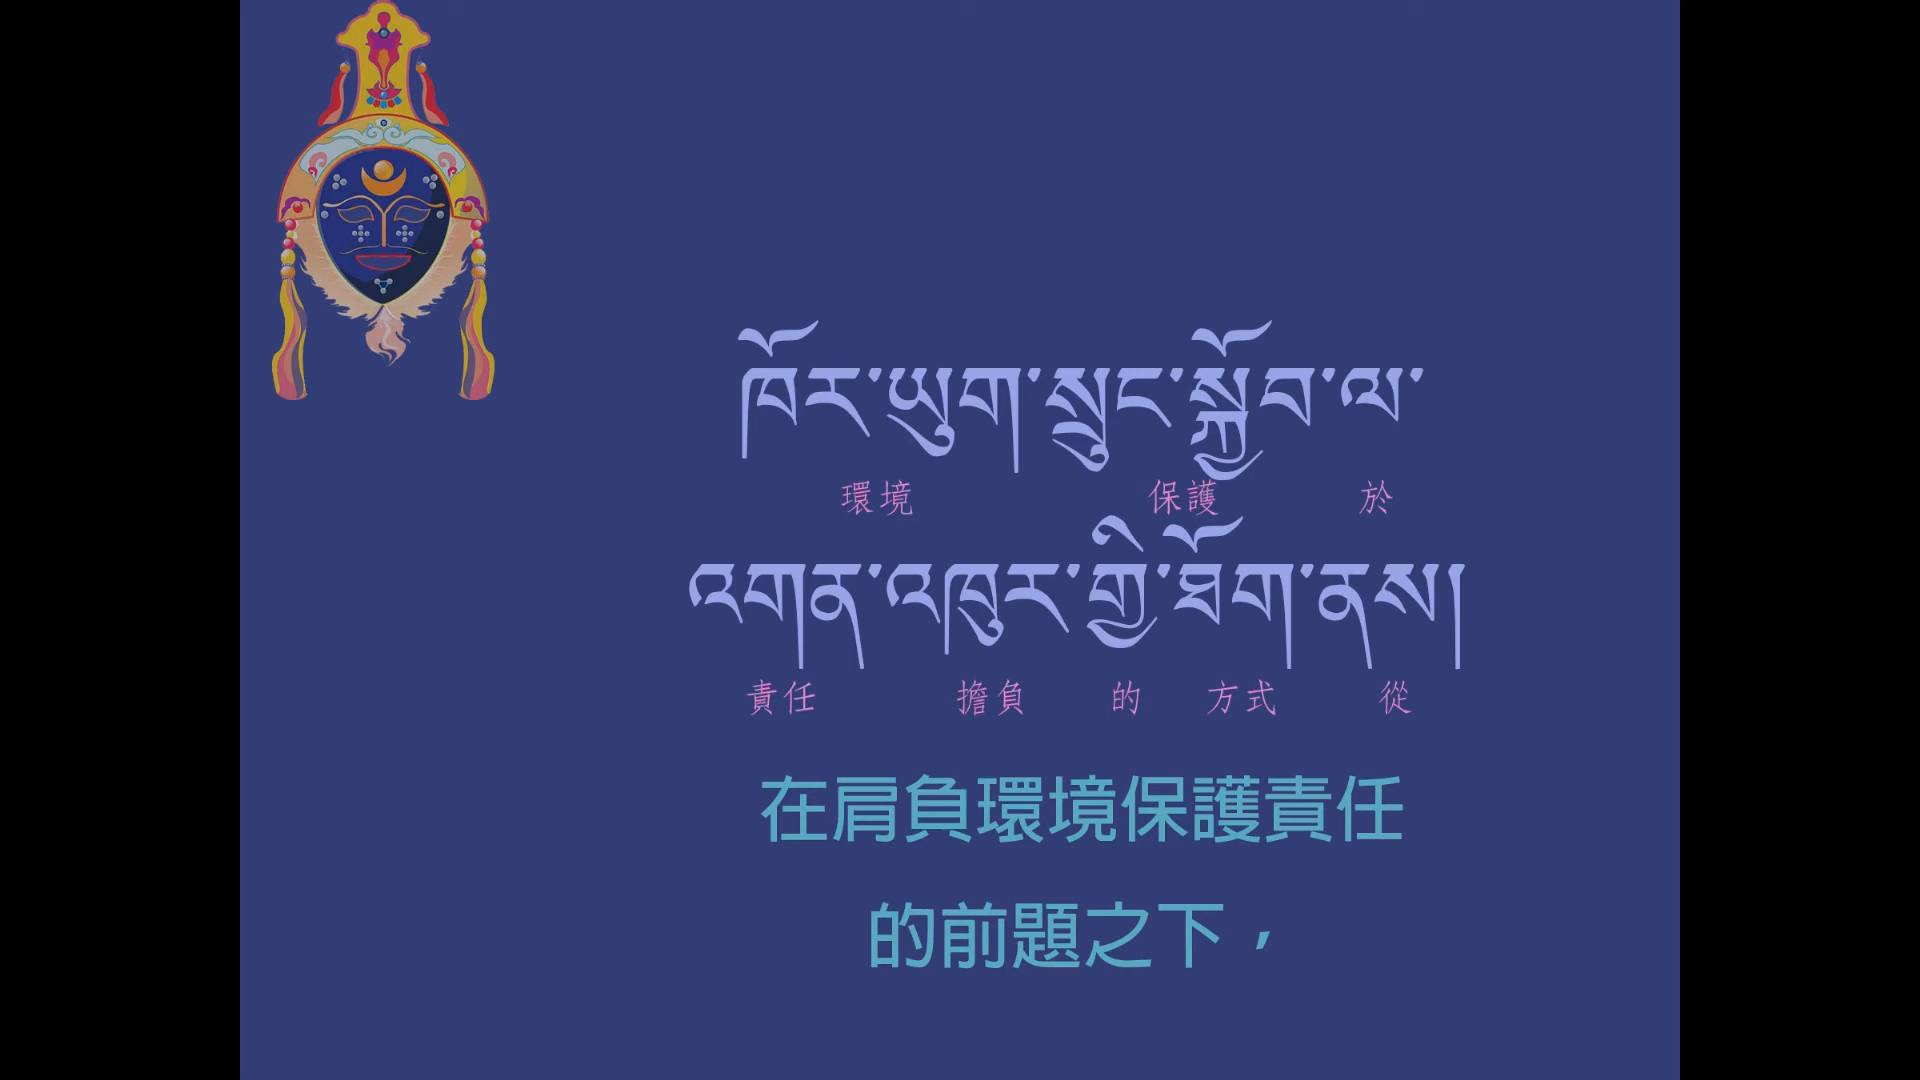 ཁོར་ཡུག་སྲུང་སྐྱོབ་ལ་
環境 保護 於
འགན་འཁུར་གྱི་ཐོག་ནས།
責任 擔負 的 方式 從
在肩負環境保護責任
的前題之下，